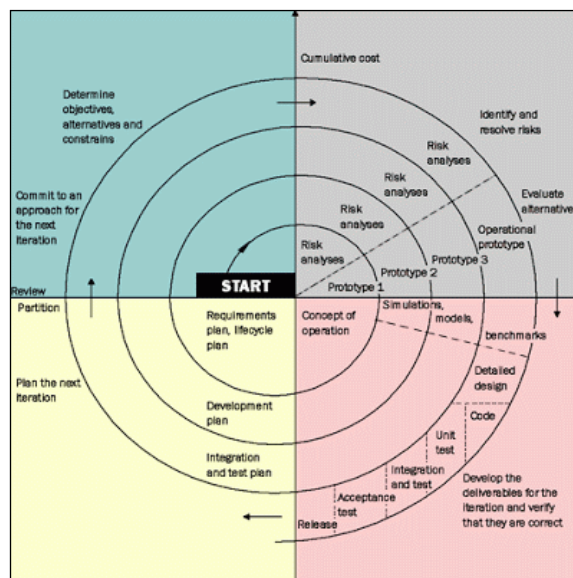 Cumulative cost
Determine
objectives,
alternatives and
constrains
Identify and
resolve risks
Risk
analyses
Risk
analyses
Commit to an
approach for
the next
iteration
Evaluate
alternative
Risk
analyses
Operational
prototype
Risk
analyses
Prototype 3
Prototype 2
Prototype 1
START
Review
Partition
Requirements
plan, lifecycle
plan
Concept of
operation
Simulations,
models,
benchmarks
Plan the next
iteration
Detailed
design
Development
plan
Code
Unit
test
Integration
and test plan
Integration
and test
Acceptance
test
Release
Develop the
deliverables for the
iteration and verify
that they are correct